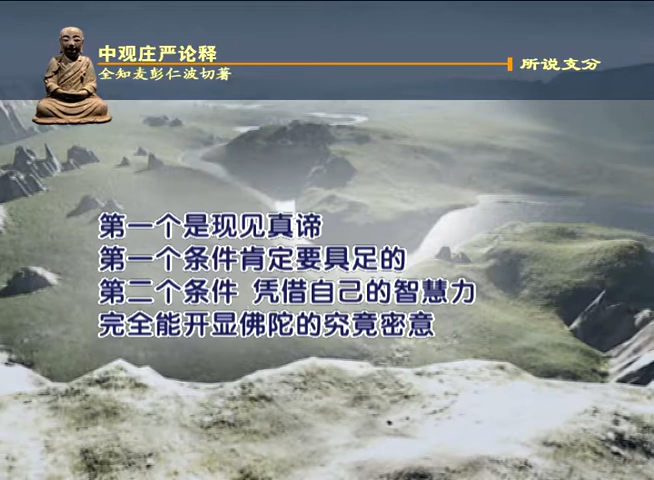 中观庄严论释
全知麦彭仁波切著
所说支分
第一个是现见真谛
第一个条件肯定要具足的
第二个条件 凭借自己的智慧力
完全能开显佛陀的究竟密意